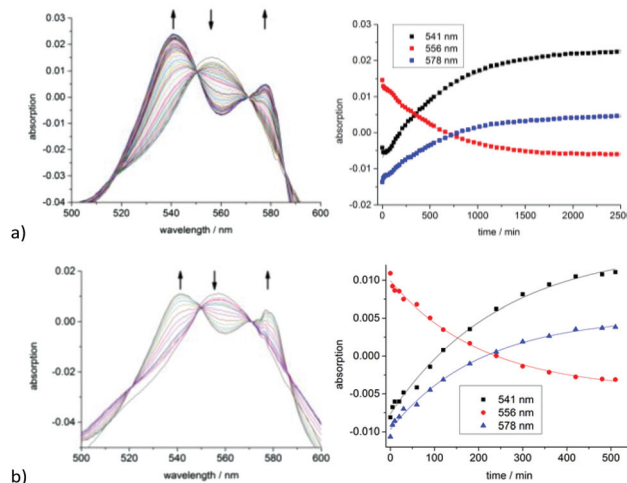 0.03
0.02
0.01
0.00
-0.01
-0.02
-0.03
-0.04
absorption
500 520 540 560 580 600
wavelength / nm
0.03
0.02
0.01
0.00
-0.01
-0.02
absorption
541 nm
556 nm
578 nm
0 500 1000 1500 2000 2500
time / min
a)
0.02
0.00
-0.02
-0.04
absorption
500 520 540 560 580 600
wavelength / nm
0.010
0.005
0.000
-0.005
-0.010
absorption
541 nm
556 nm
578 nm
0 100 200 300 400 500
time / min
b)